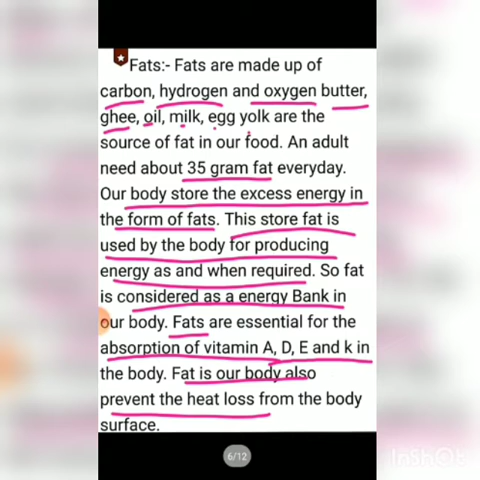 Fats:- Fats are made up of
carbon, hydrogen and oxygen butter,
ghee, oil, milk, egg yolk are the
source of fat in our food. An adult
need about 35 gram fat everyday.
Our body store the excess energy in
the form of fats. This store fat is
used by the body for producing
energy as and when required. So fat
is considered as a energy Bank in
our body. Fats are essential for the
absorption of vitamin A, D, E and k in
the body. Fat is our body also
prevent the heat loss from the body
surface.
6/12
InShot